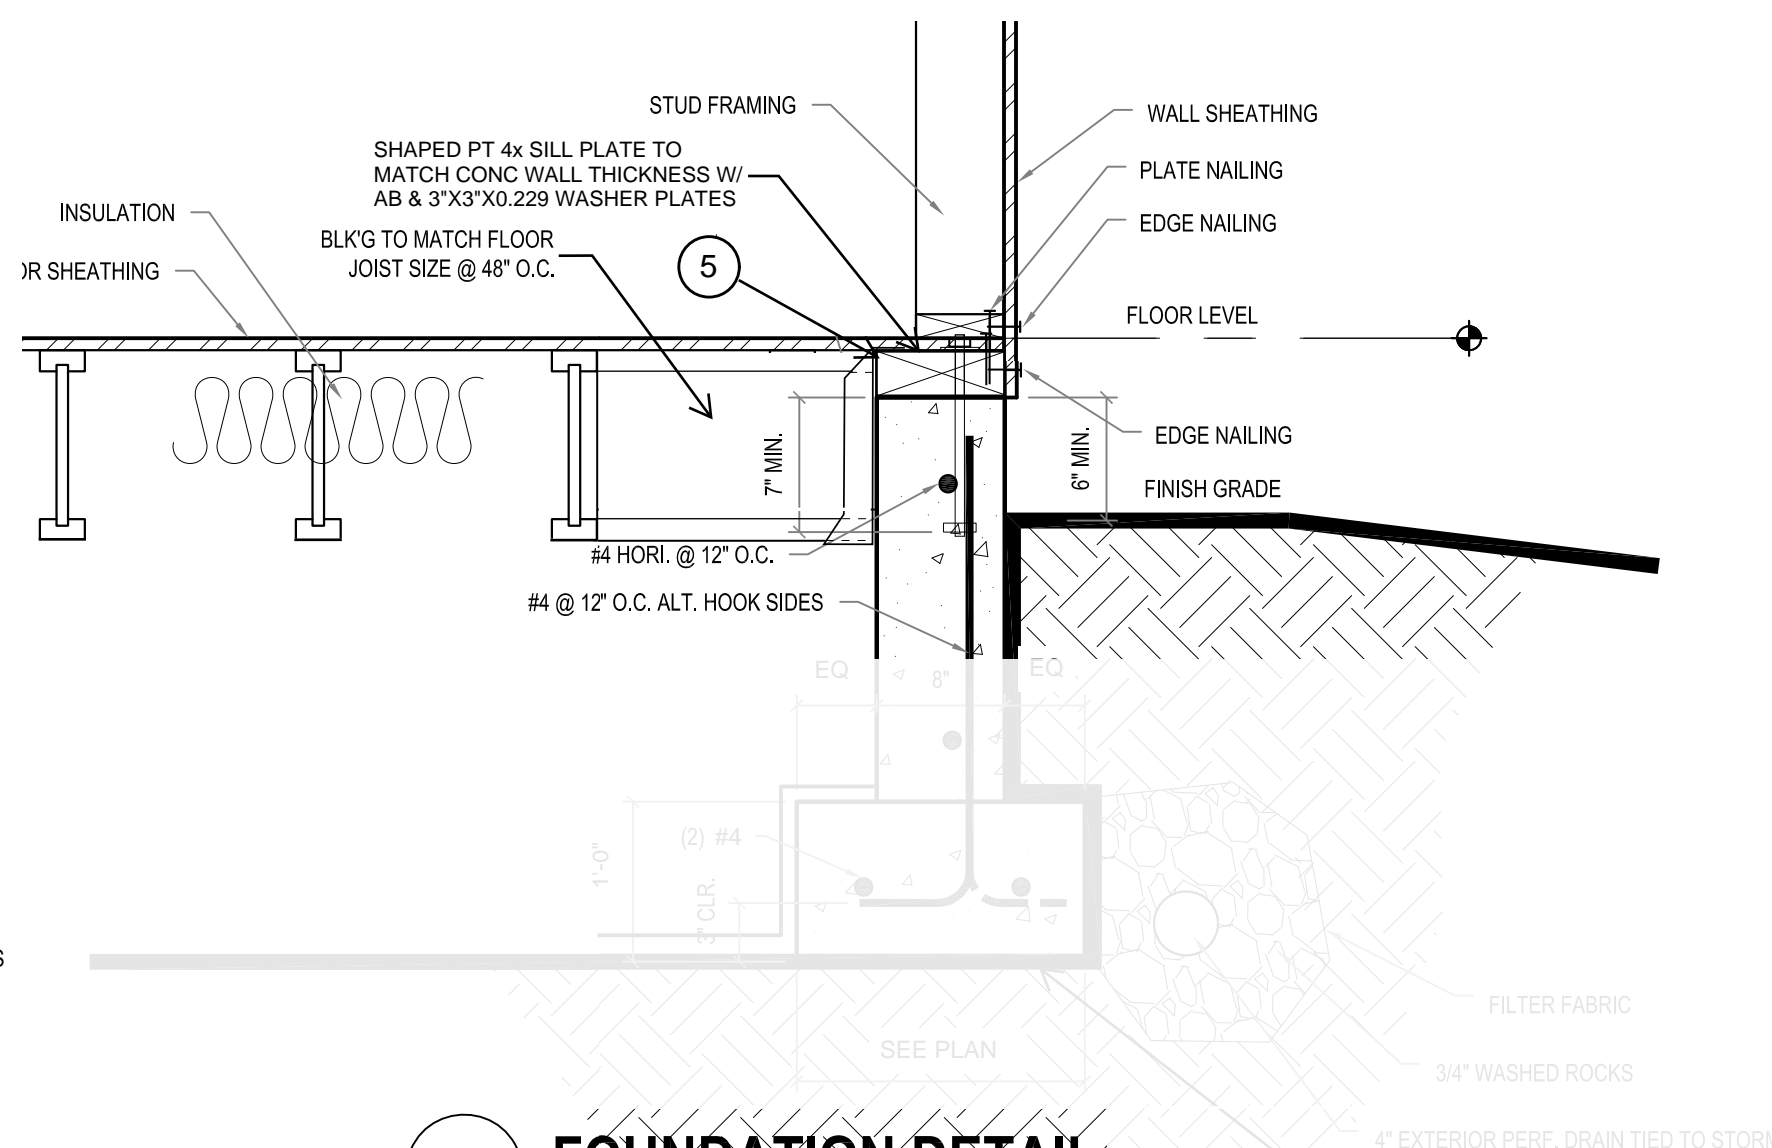 STUD FRAMING
WALL SHEATHING
SHAPED PT 4x SILL PLATE TO
MATCH CONC WALL THICKNESS W/
AB & 3"X3"X0.229 WASHER PLATES
PLATE NAILING
INSULATION
EDGE NAILING
BLK'G TO MATCH FLOOR
JOIST SIZE @ 48" O.C.
5
OR SHEATHING
FLOOR LEVEL
7" MIN.
6" MIN.
EDGE NAILING
FINISH GRADE
#4 HORI. @ 12" O.C.
#4 @ 12" O.C. ALT. HOOK SIDES
EQ
8"
EQ
(2) #4
1'-0"
3" CLR.
S
FILTER FABRIC
SEE PLAN
3/4" WASHED ROCKS
4" EXTERIOR PERF. DRAIN TIED TO STORM
FOUNDATION DETAIL